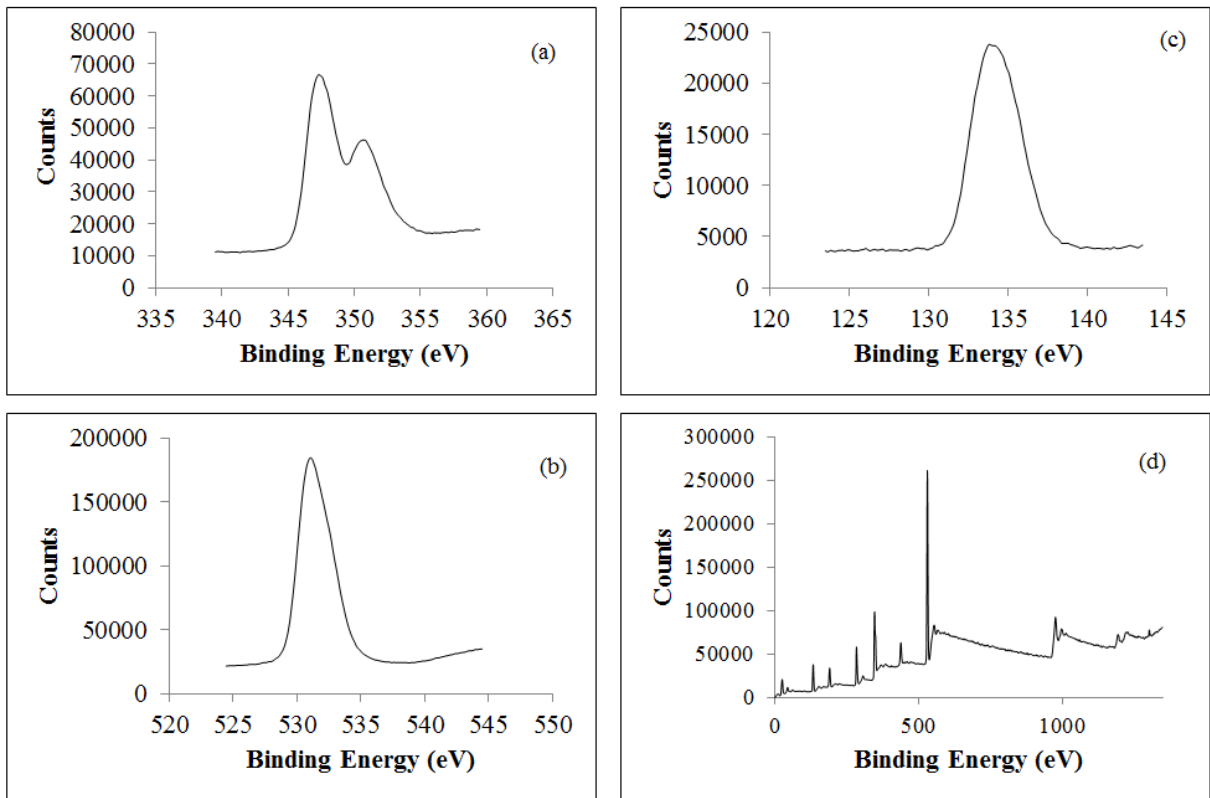 (a)
Counts
80000
70000
60000
50000
40000
30000
20000
10000
0
335 340 345 350 355 360 365
Binding Energy (eV)
(c)
Counts
25000
20000
15000
10000
5000
0
120 125 130 135 140 145
Binding Energy (eV)
(b)
Counts
200000
150000
100000
50000
0
520 525 530 535 540 545 550
Binding Energy (eV)
(d)
Counts
300000
250000
200000
150000
100000
50000
0
0 500 1000
Binding Energy (eV)